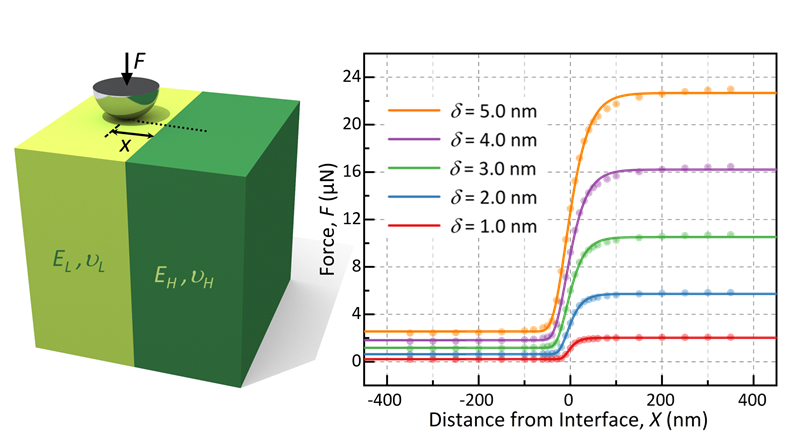 F
X
E_L, υ_L
E_H, υ_H
Force, F (μN)
24
20
16
12
8
4
0
δ = 5.0 nm
δ = 4.0 nm
δ = 3.0 nm
δ = 2.0 nm
δ = 1.0 nm
-400 -200 0 200 400
Distance from Interface, X (nm)